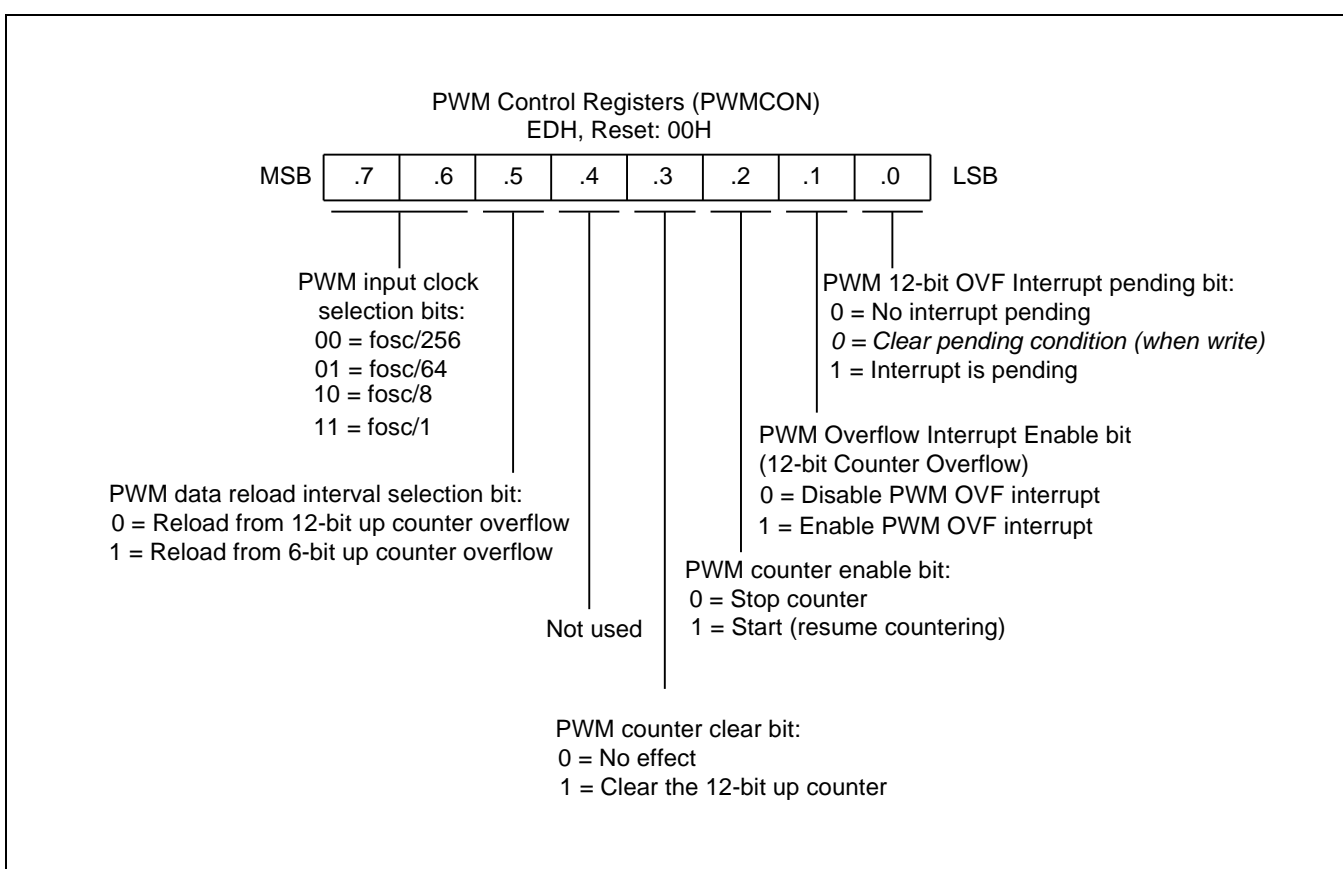 PWM Control Registers (PWMCON)
EDH, Reset: 00H
MSB .7 .6 .5 .4 .3 .2 .1 .0 LSB
PWM input clock
selection bits:
00 = fosc/256
01 = fosc/64
10 = fosc/8
11 = fosc/1
PWM 12-bit OVF Interrupt pending bit:
0 = No interrupt pending
0 = Clear pending condition (when write)
1 = Interrupt is pending
PWM Overflow Interrupt Enable bit
(12-bit Counter Overflow)
0 = Disable PWM OVF interrupt
1 = Enable PWM OVF interrupt
PWM data reload interval selection bit:
0 = Reload from 12-bit up counter overflow
1 = Reload from 6-bit up counter overflow
PWM counter enable bit:
0 = Stop counter
1 = Start (resume countering)
Not used
PWM counter clear bit:
0 = No effect
1 = Clear the 12-bit up counter